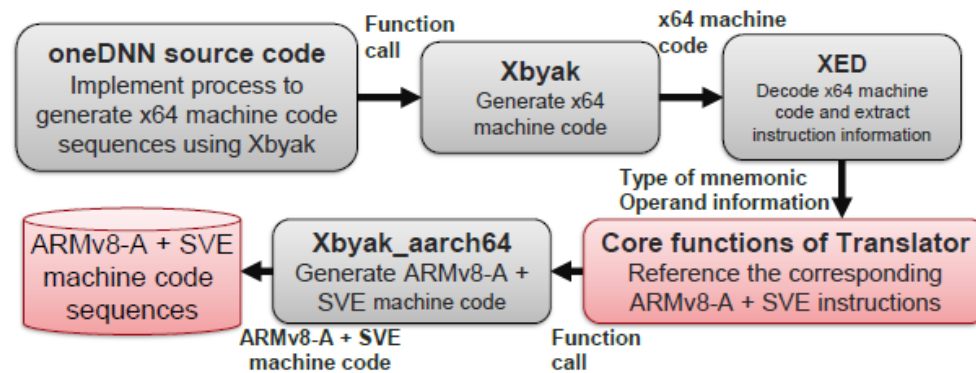 Function
call
x64 machine
code
oneDNN source code
Implement process to
generate x64 machine code
sequences using Xbyak
Xbyak
Generate x64
machine code
XED
Decode x64 machine
code and extract
instruction information
Type of mnemonic
Operand information
Core functions of Translator
Reference the corresponding
ARMv8-A + SVE instructions
Function
call
Xbyak_aarch64
Generate ARMv8-A +
SVE machine code
ARMv8-A + SVE
machine code
ARMv8-A + SVE
machine code
sequences